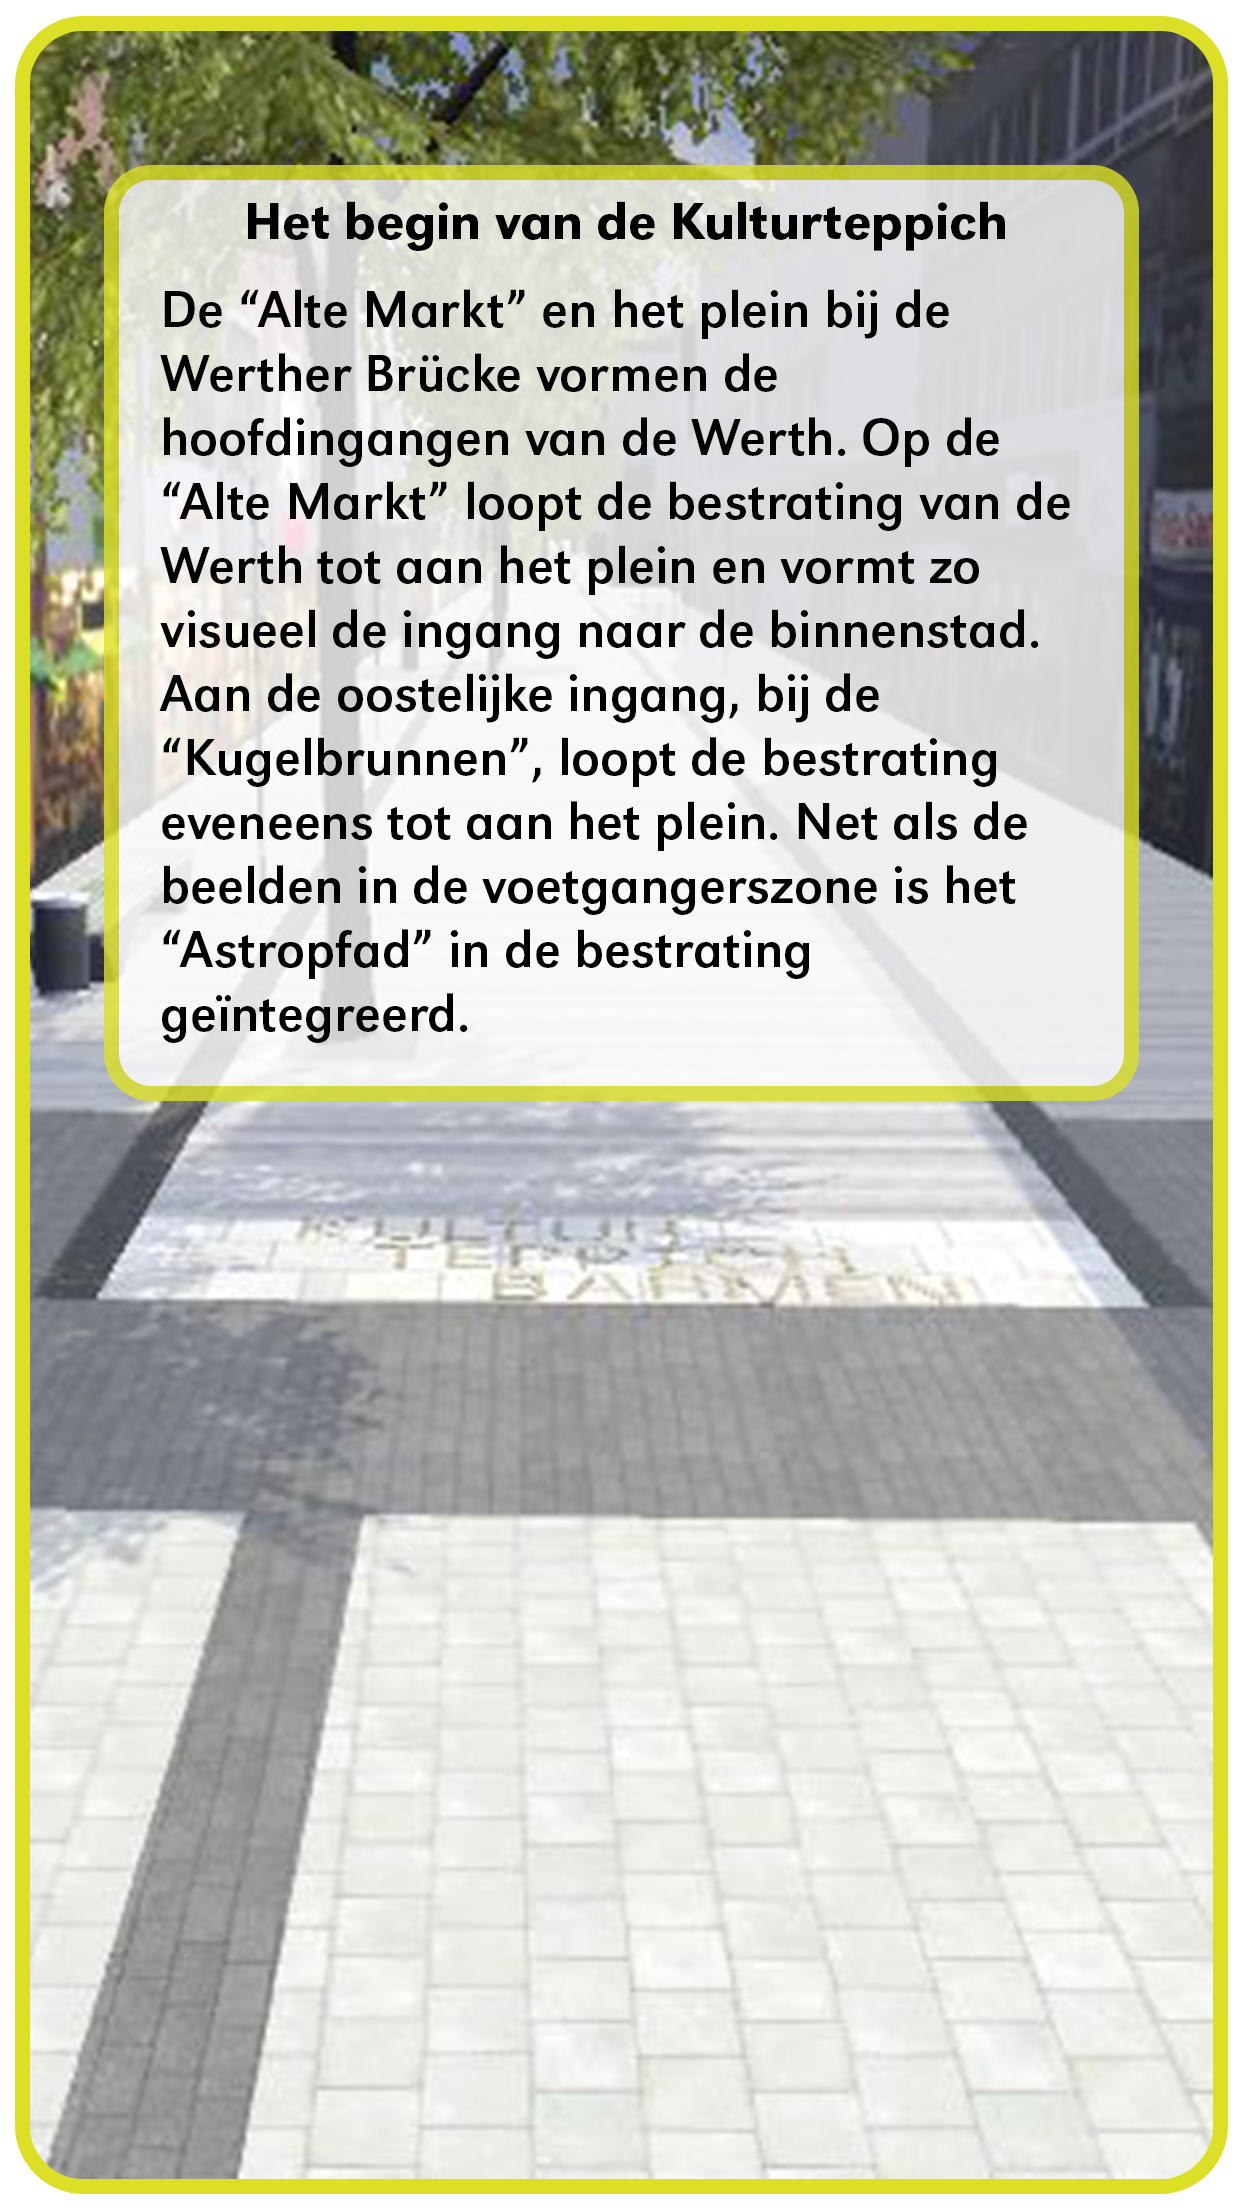 Het begin van de Kulturteppich
De “Alte Markt” en het plein bij de
Werther Brücke vormen de
hoofdingangen van de Werth. Op de
“Alte Markt” loopt de bestrating van de
Werth tot aan het plein en vormt zo
visueel de ingang naar de binnenstad.
Aan de oostelijke ingang, bij de
“Kugelbrunnen”, loopt de bestrating
eveneens tot aan het plein. Net als de
beelden in de voetgangerszone is het
“Astropfad” in de bestrating
geïntegreerd.
KULTUR
TEPPICH
BARMEN